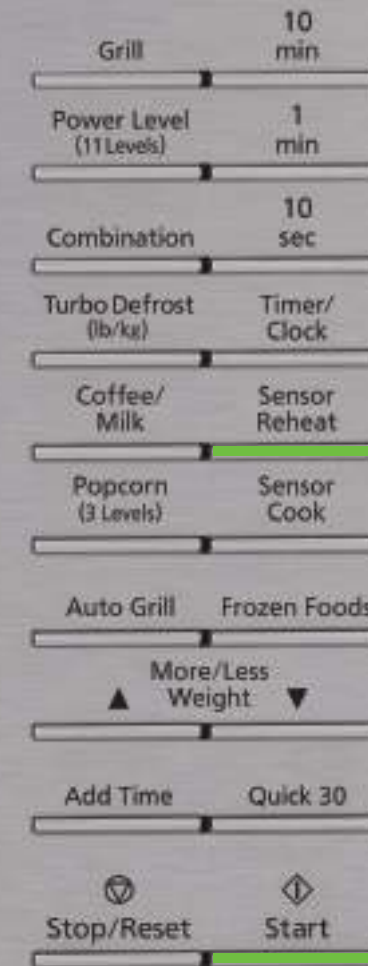 Grill
10
min
Power Level
(11 Levels)
1
min
Combination
10
sec
Turbo Defrost
(lb/kg)
Timer/
Clock
Coffee/
Milk
Sensor
Reheat
Popcorn
(3 Levels)
Sensor
Cook
Auto Grill
Frozen Foods
More/Less
Weight
Add Time
Quick 30
Stop/Reset
Start